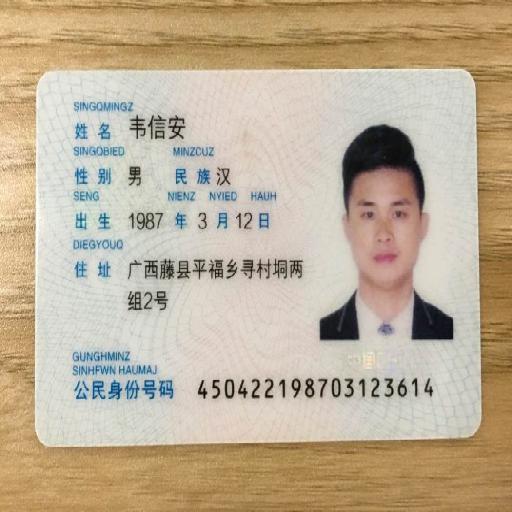 SINGQMINGZ
姓名 韦信安
SINGQBIED MINZCUZ
性别 男 民族 汉
SENG NIENZ NYIED HAUH
出生 1987 年 3 月 12 日
DIEGYOUQ
住址 广西藤县平福乡寻村垌两
组2号
GUNGHMINZ
SINHFWN HAUMAJ
公民身份号码 450422198703123614